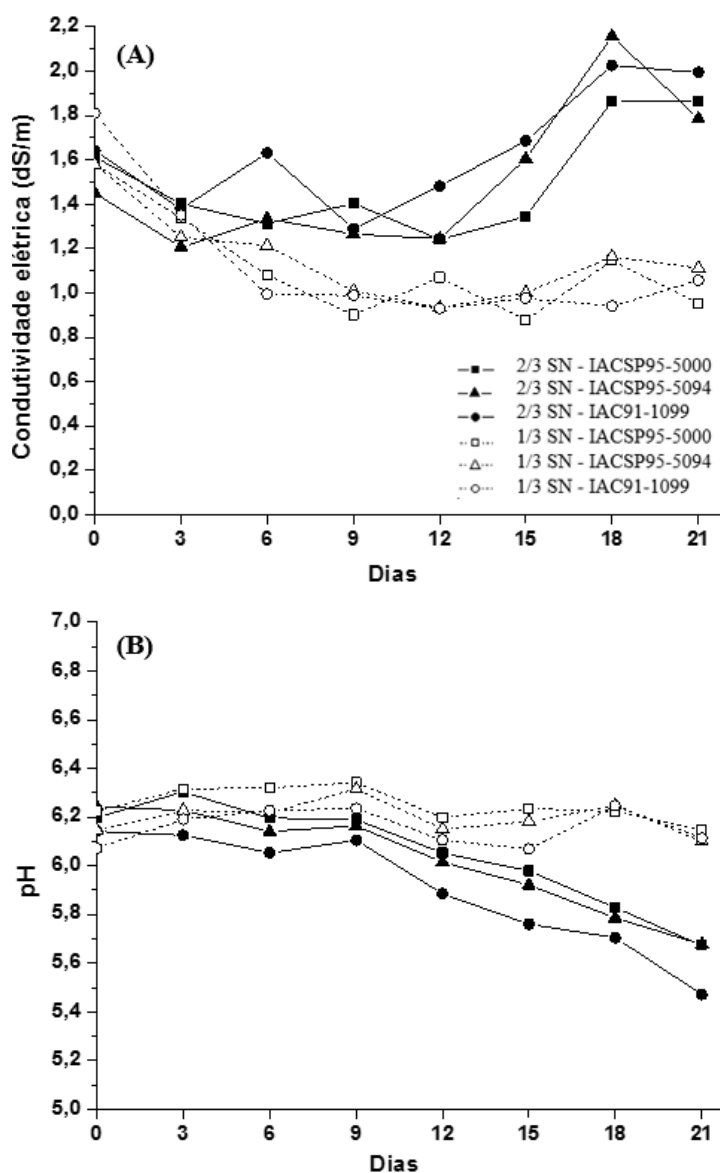 (A)
Condutividade elétrica (dS/m)
2,2
2,0
1,8
1,6
1,4
1,2
1,0
0,8
0,6
0,4
0,2
0,0
2/3 SN - IACSP95-5000
2/3 SN - IACSP95-5094
2/3 SN - IAC91-1099
1/3 SN - IACSP95-5000
1/3 SN - IACSP95-5094
1/3 SN - IAC91-1099
0 3 6 9 12 15 18 21
Dias
(B)
pH
7,0
6,8
6,6
6,4
6,2
6,0
5,8
5,6
5,4
5,2
5,0
0 3 6 9 12 15 18 21
Dias